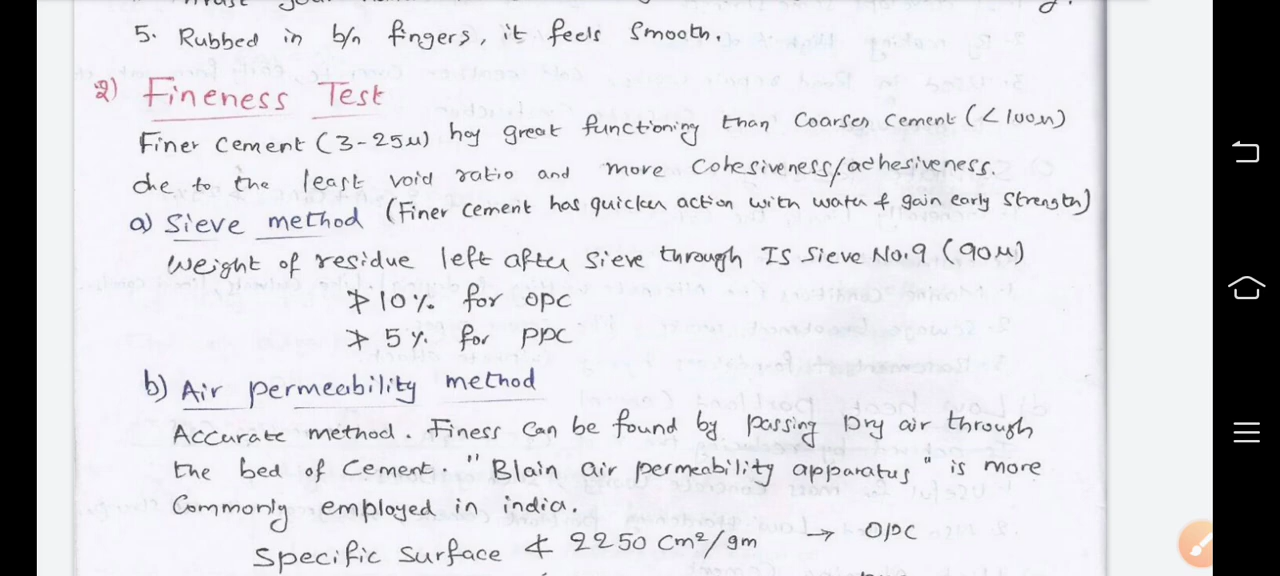 5. Rubbed in b/n fingers, it feels smooth.
2) Fineness Test
Finer cement (3-25μ) has great functioning than Coarser cement (<100μ)
due to the least void ratio and more cohesiveness/adhesiveness.
a) Sieve method (Finer cement has quicker action with water & gain early strength)
Weight of residue left after sieve through IS sieve No.9 (90μ)
≯ 10% for OPC
≯ 5% for PPC
b) Air permeability method
Accurate method. Finess can be found by passing Dry air through
the bed of cement. "Blain air permeability apparatus" is more
Commonly employed in india.
Specific Surface ≮ 2250 cm²/gm → OPC